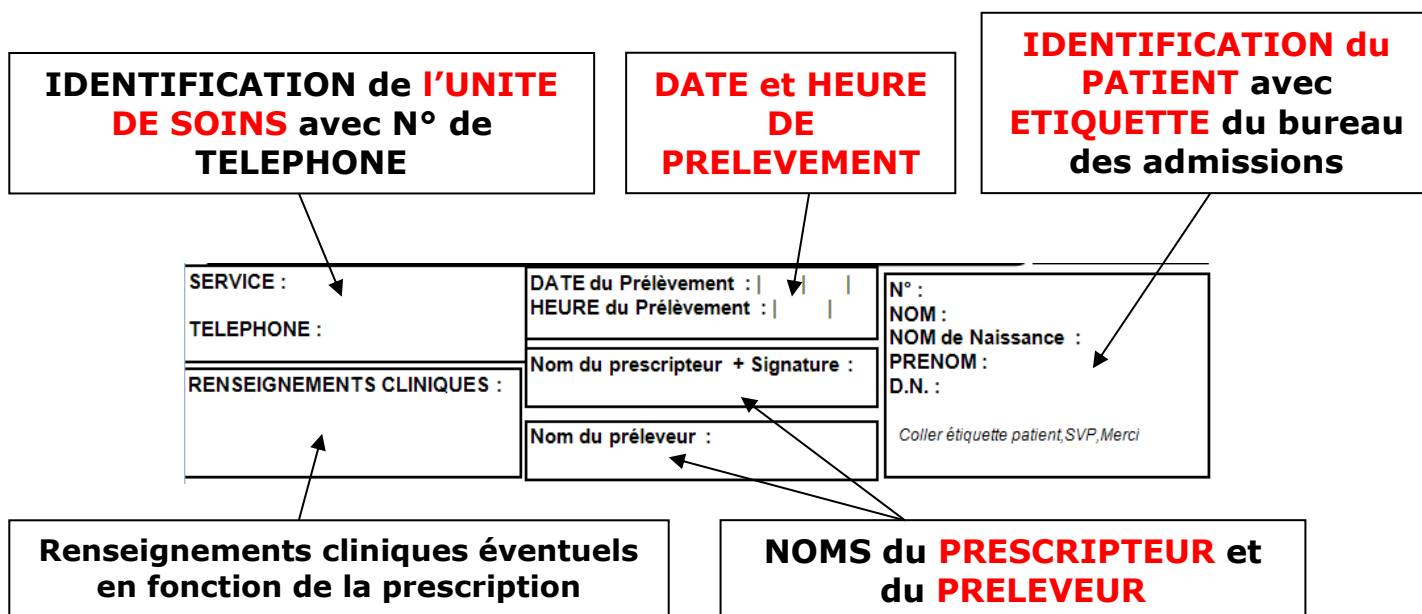 IDENTIFICATION de l’UNITE
DE SOINS avec N° de
TELEPHONE
DATE et HEURE
DE
PRELEVEMENT
IDENTIFICATION du
PATIENT avec
ETIQUETTE du bureau
des admissions
SERVICE :
TELEPHONE :
RENSEIGNEMENTS CLINIQUES :
DATE du Prélèvement : | | |
HEURE du Prélèvement : | |
Nom du prescripteur + Signature :
Nom du préleveur :
N° :
NOM :
NOM de Naissance :
PRENOM :
D.N. :
Coller étiquette patient,SVP,Merci
Renseignements cliniques éventuels
en fonction de la prescription
NOMS du PRESCRIPTEUR et
du PRELEVEUR